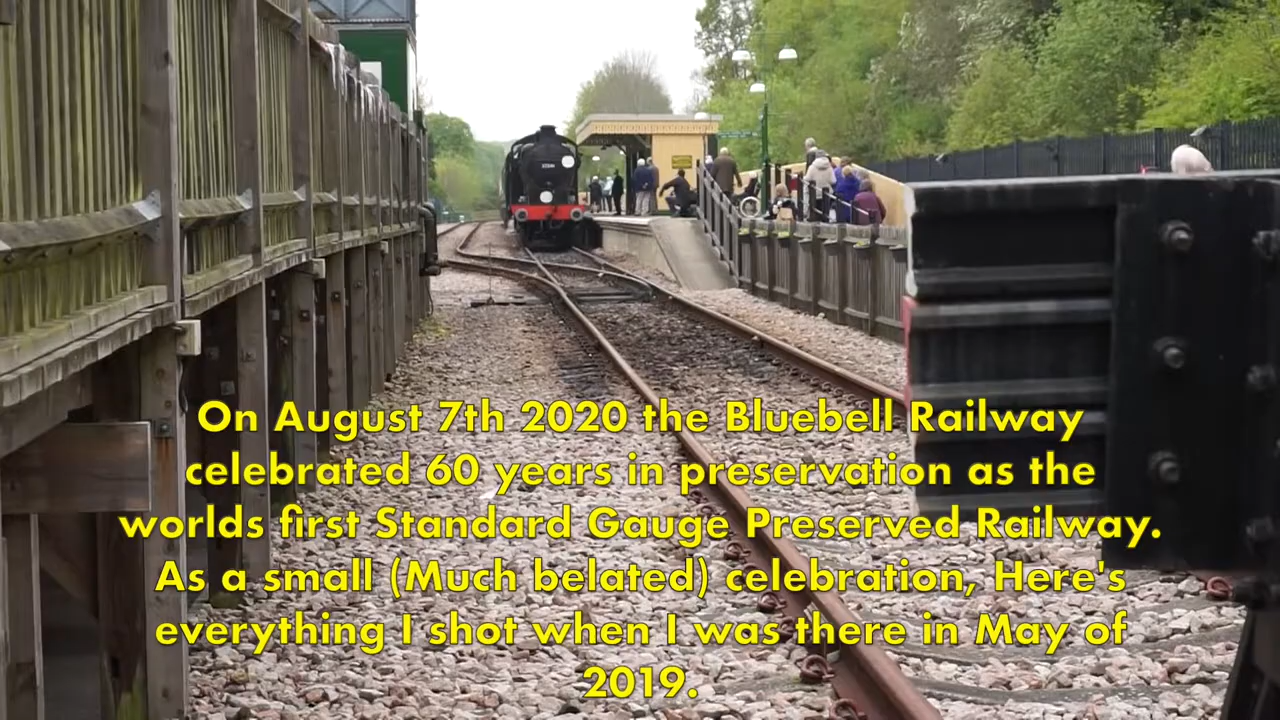 On August 7th 2020 the Bluebell Railway
celebrated 60 years in preservation as the
worlds first Standard Gauge Preserved Railway.
As a small (Much belated) celebration, Here's
everything I shot when I was there in May of
2019.